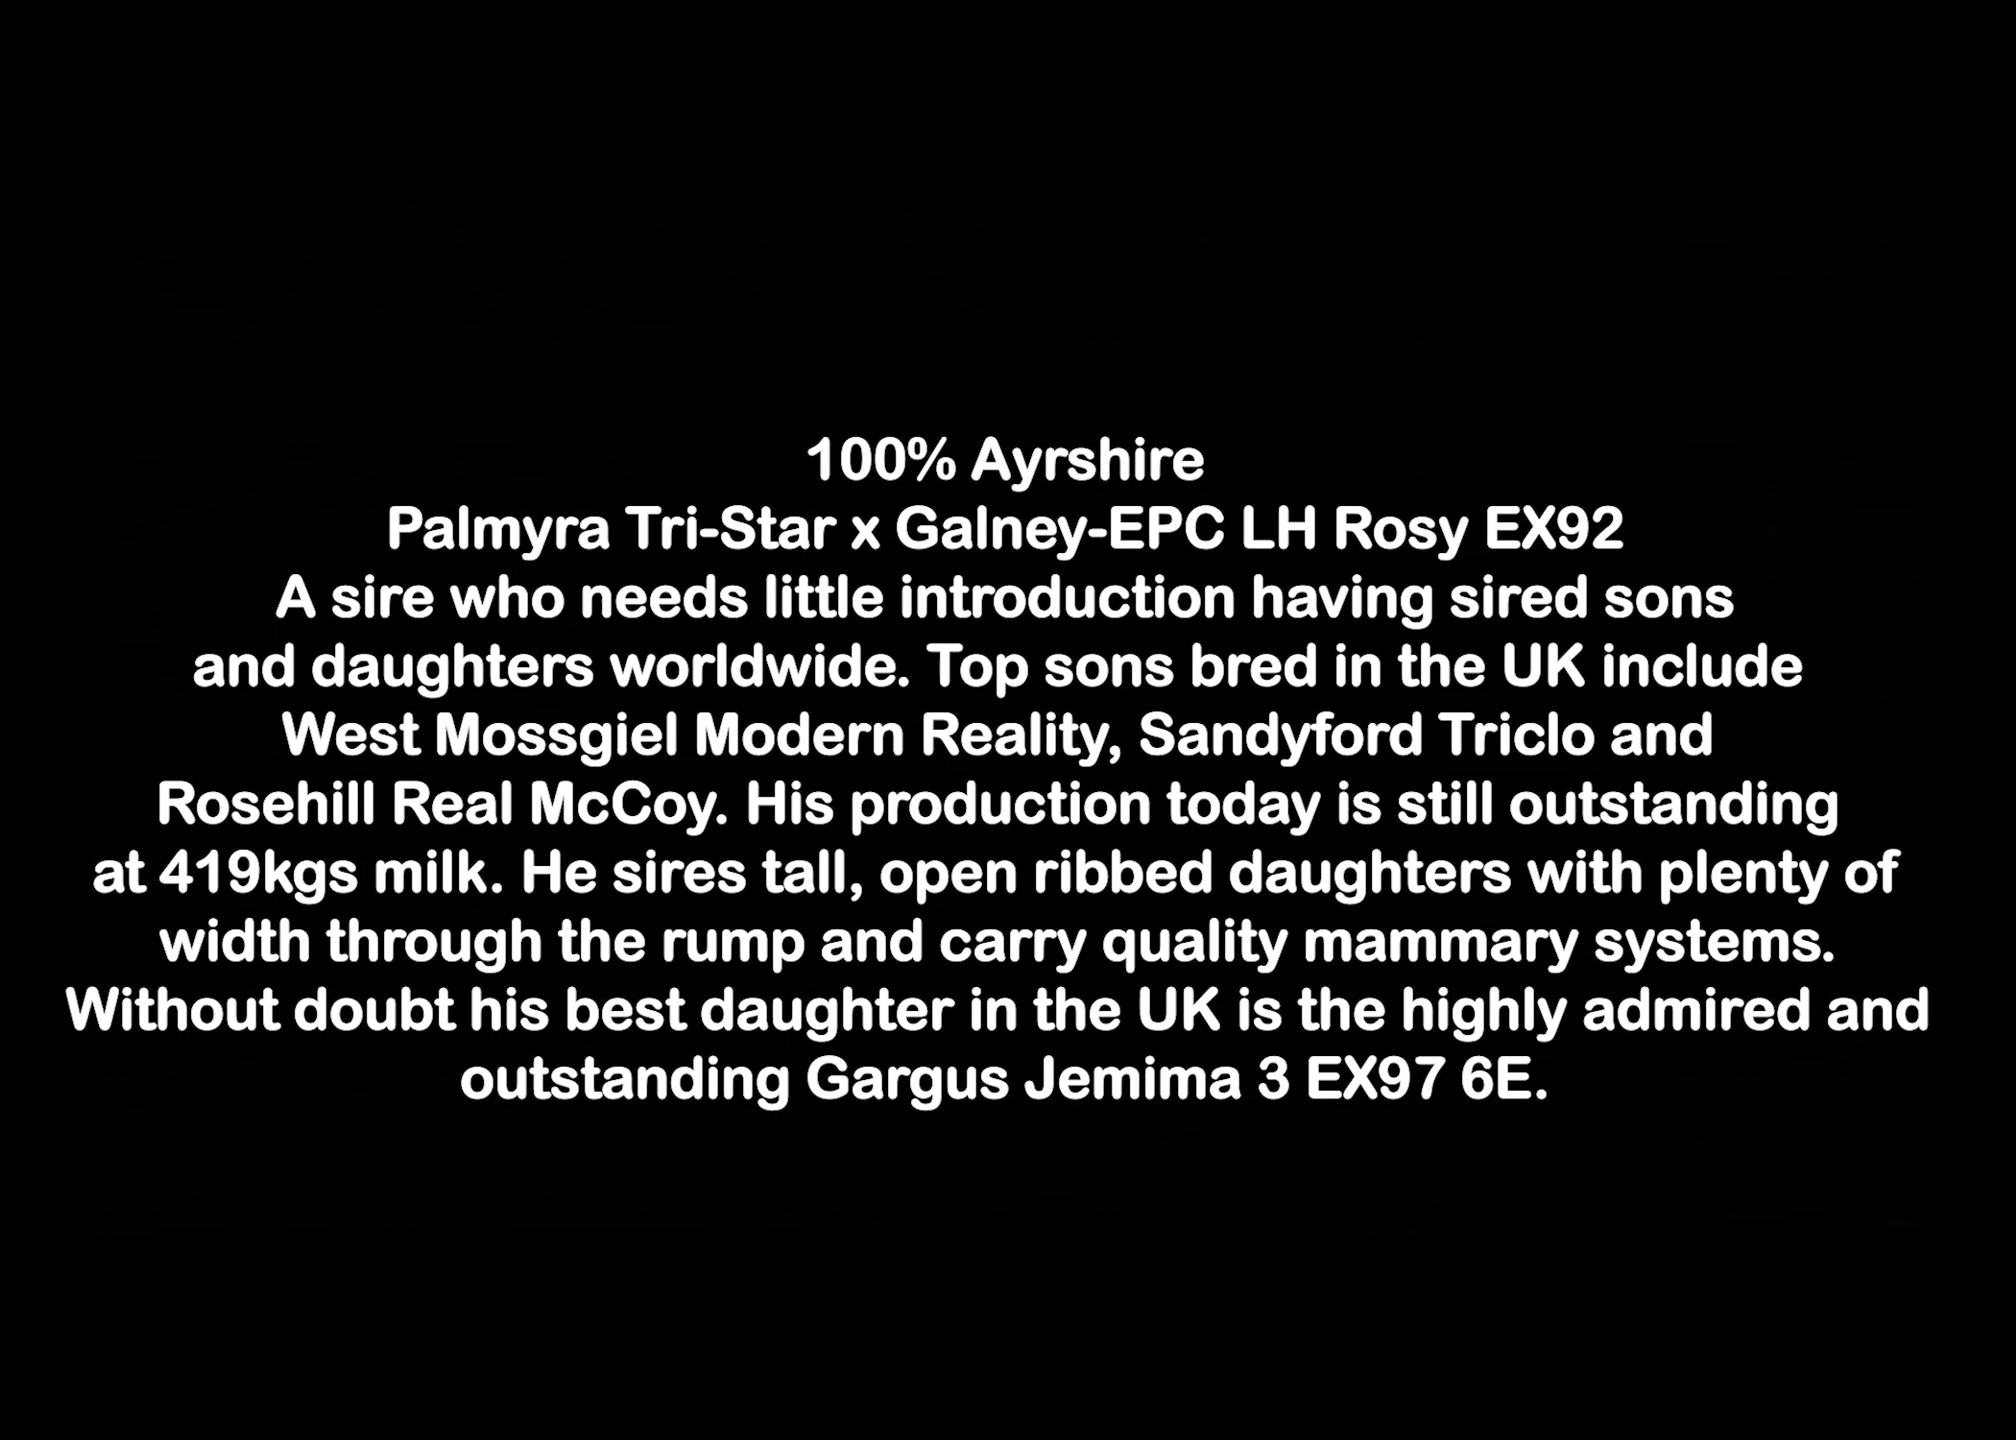 100% Ayrshire
Palmyra Tri-Star x Galney-EPC LH Rosy EX92
A sire who needs little introduction having sired sons
and daughters worldwide. Top sons bred in the UK include
West Mossgiel Modern Reality, Sandyford Triclo and
Rosehill Real McCoy. His production today is still outstanding
at 419kgs milk. He sires tall, open ribbed daughters with plenty of
width through the rump and carry quality mammary systems.
Without doubt his best daughter in the UK is the highly admired and
outstanding Gargus Jemima 3 EX97 6E.